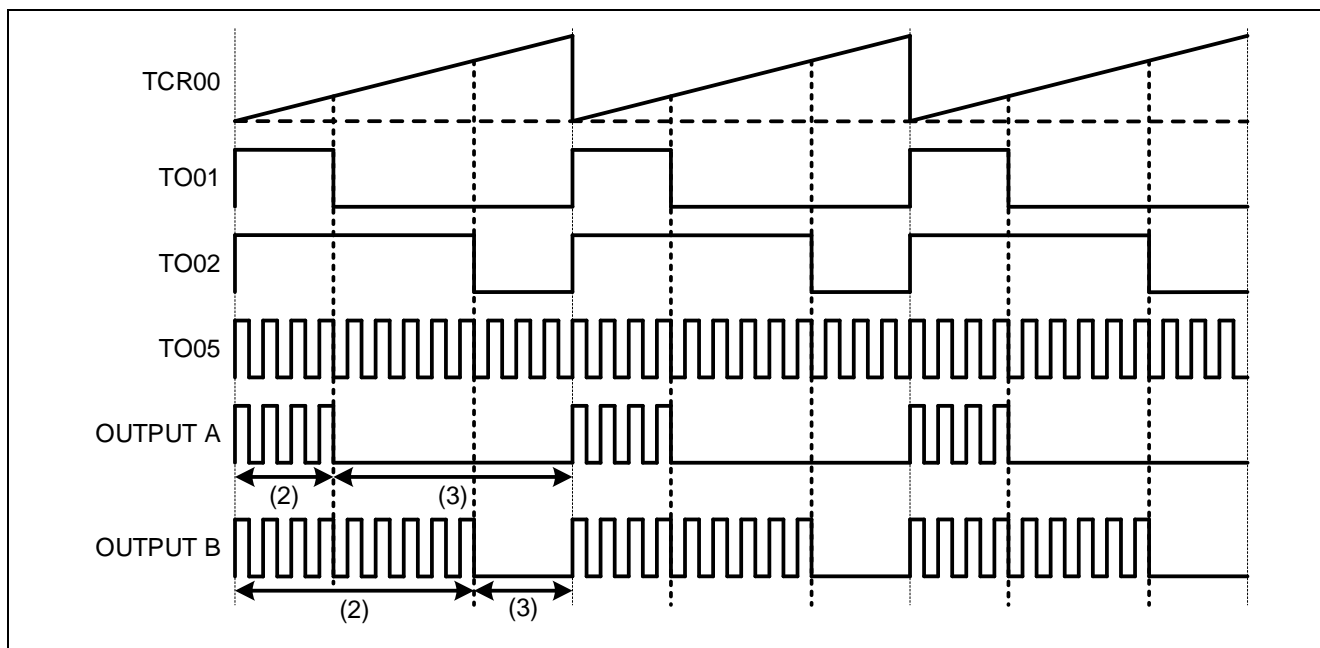 TCR00
TO01
TO02
TO05
OUTPUT A
(2) (3)
OUTPUT B
(2) (3)